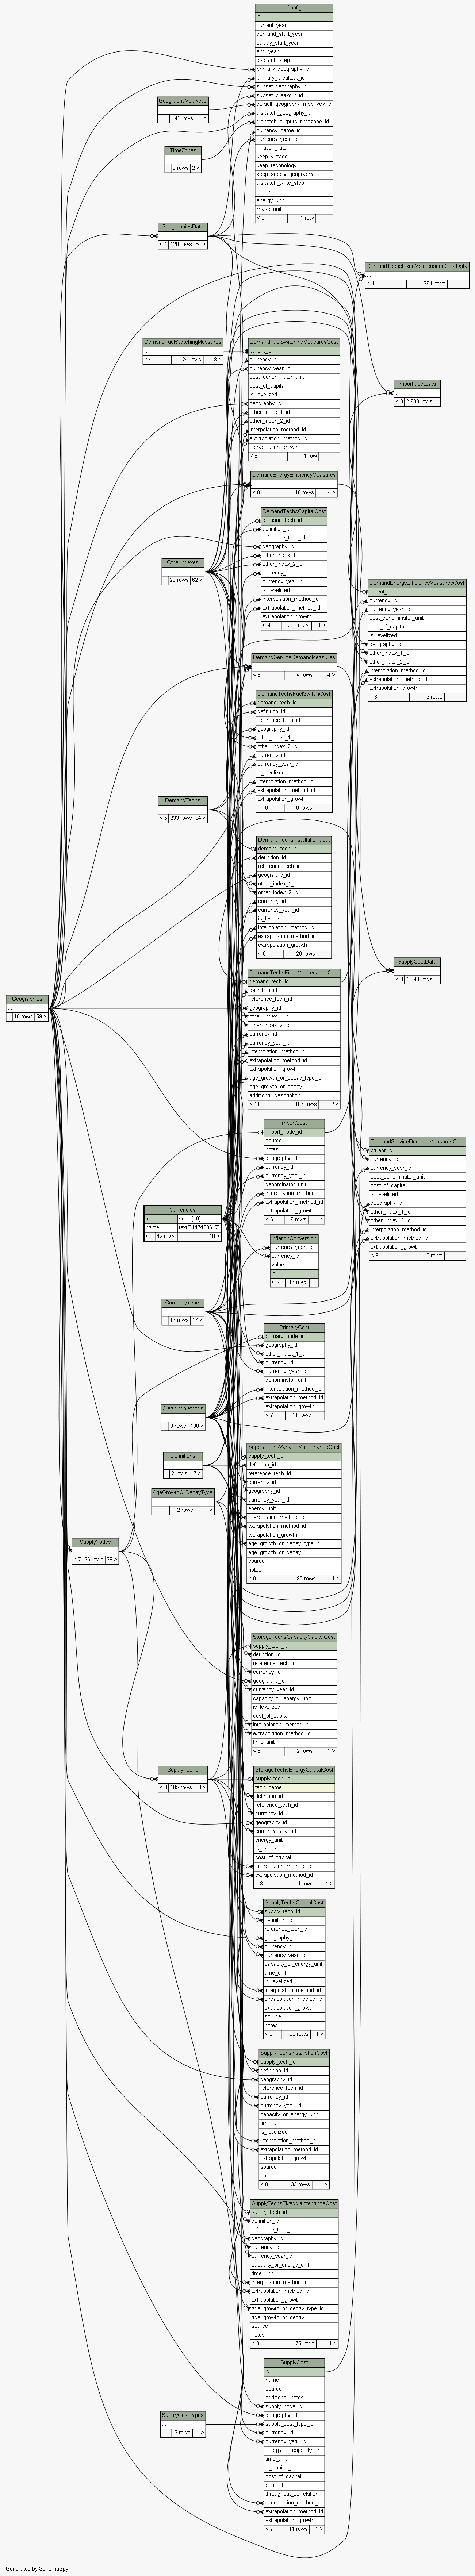 Config
id
current_year
demand_start_year
supply_start_year
end_year
dispatch_step
primary_geography_id
primary_breakout_id
subset_geography_id
subset_breakout_id
default_geography_map_key_id
dispatch_geography_id
dispatch_outputs_timezone_id
currency_name_id
currency_year_id
inflation_rate
keep_vintage
keep_technology
keep_supply_geography
dispatch_write_step
name
energy_unit
mass_unit
< 8 1 row
GeographyMapKeys
...
81 rows 8 >
TimeZones
...
8 rows 2 >
GeographiesData
...
< 1 128 rows 64 >
DemandTechsFixedMaintenanceCostData
...
< 4 384 rows
DemandFuelSwitchingMeasures
...
< 4 24 rows 8 >
DemandFuelSwitchingMeasuresCost
parent_id
currency_id
currency_year_id
cost_denominator_unit
cost_of_capital
is_levelized
geography_id
other_index_1_id
other_index_2_id
interpolation_method_id
extrapolation_method_id
extrapolation_growth
< 8 1 row
ImportCostData
...
< 3 2,900 rows
DemandEnergyEfficiencyMeasures
...
< 8 18 rows 4 >
DemandTechsCapitalCost
demand_tech_id
definition_id
reference_tech_id
geography_id
other_index_1_id
other_index_2_id
currency_id
currency_year_id
is_levelized
interpolation_method_id
extrapolation_method_id
extrapolation_growth
< 9 230 rows 1 >
OtherIndexes
...
29 rows 62 >
DemandEnergyEfficiencyMeasuresCost
parent_id
currency_id
currency_year_id
cost_denominator_unit
cost_of_capital
is_levelized
geography_id
other_index_1_id
other_index_2_id
interpolation_method_id
extrapolation_method_id
extrapolation_growth
< 8 2 rows
DemandServiceDemandMeasures
...
< 8 4 rows 4 >
DemandTechsFuelSwitchCost
demand_tech_id
definition_id
reference_tech_id
geography_id
other_index_1_id
other_index_2_id
currency_id
currency_year_id
is_levelized
interpolation_method_id
extrapolation_method_id
extrapolation_growth
< 10 10 rows 1 >
DemandTechs
...
< 5 233 rows 24 >
DemandTechsInstallationCost
demand_tech_id
definition_id
reference_tech_id
geography_id
other_index_1_id
other_index_2_id
currency_id
currency_year_id
is_levelized
interpolation_method_id
extrapolation_method_id
extrapolation_growth
< 9 126 rows
SupplyCostData
...
< 3 4,093 rows
DemandTechsFixedMaintenanceCost
demand_tech_id
definition_id
reference_tech_id
geography_id
other_index_1_id
other_index_2_id
currency_id
currency_year_id
interpolation_method_id
extrapolation_method_id
extrapolation_growth
age_growth_or_decay_type_id
age_growth_or_decay
additional_description
< 11 187 rows 2 >
Geographies
...
10 rows 59 >
ImportCost
import_node_id
source
notes
geography_id
currency_id
currency_year_id
denominator_unit
interpolation_method_id
extrapolation_method_id
extrapolation_growth
< 6 9 rows 1 >
DemandServiceDemandMeasuresCost
parent_id
currency_id
currency_year_id
cost_denominator_unit
cost_of_capital
is_levelized
geography_id
other_index_1_id
other_index_2_id
interpolation_method_id
extrapolation_method_id
extrapolation_growth
< 8 0 rows
Currencies
id serial[10]
name text[2147483647]
< 0 42 rows 18 >
InflationConversion
currency_year_id
currency_id
value
id
< 2 16 rows
CurrencyYears
...
17 rows 17 >
PrimaryCost
primary_node_id
geography_id
other_index_1_id
currency_id
currency_year_id
denominator_unit
interpolation_method_id
extrapolation_method_id
extrapolation_growth
< 7 11 rows
CleaningMethods
...
8 rows 108 >
SupplyTechsVariableMaintenanceCost
supply_tech_id
definition_id
reference_tech_id
currency_id
geography_id
currency_year_id
energy_unit
interpolation_method_id
extrapolation_method_id
extrapolation_growth
age_growth_or_decay_type_id
age_growth_or_decay
source
notes
< 9 80 rows 1 >
Definitions
...
2 rows 17 >
AgeGrowthOrDecayType
...
2 rows 11 >
SupplyNodes
...
< 7 96 rows 39 >
StorageTechsCapacityCapitalCost
supply_tech_id
definition_id
reference_tech_id
currency_id
geography_id
currency_year_id
capacity_or_energy_unit
is_levelized
cost_of_capital
interpolation_method_id
extrapolation_method_id
time_unit
< 8 2 rows 1 >
SupplyTechs
...
< 3 105 rows 30 >
StorageTechsEnergyCapitalCost
supply_tech_id
tech_name
definition_id
reference_tech_id
currency_id
geography_id
currency_year_id
energy_unit
is_levelized
cost_of_capital
interpolation_method_id
extrapolation_method_id
< 8 1 row 1 >
SupplyTechsCapitalCost
supply_tech_id
definition_id
reference_tech_id
geography_id
currency_id
currency_year_id
capacity_or_energy_unit
time_unit
is_levelized
interpolation_method_id
extrapolation_method_id
extrapolation_growth
source
notes
< 8 102 rows 1 >
SupplyTechsInstallationCost
supply_tech_id
definition_id
geography_id
reference_tech_id
currency_id
currency_year_id
capacity_or_energy_unit
time_unit
is_levelized
interpolation_method_id
extrapolation_method_id
extrapolation_growth
source
notes
< 8 33 rows 1 >
SupplyTechsFixedMaintenanceCost
supply_tech_id
definition_id
reference_tech_id
geography_id
currency_id
currency_year_id
capacity_or_energy_unit
time_unit
interpolation_method_id
extrapolation_method_id
extrapolation_growth
age_growth_or_decay_type_id
age_growth_or_decay
source
notes
< 9 75 rows 1 >
SupplyCost
id
name
source
additional_notes
supply_node_id
geography_id
supply_cost_type_id
currency_id
currency_year_id
energy_or_capacity_unit
time_unit
is_capital_cost
cost_of_capital
book_life
throughput_correlation
interpolation_method_id
extrapolation_method_id
extrapolation_growth
< 7 11 rows 1 >
SupplyCostTypes
...
3 rows 1 >
Generated by SchemaSpy